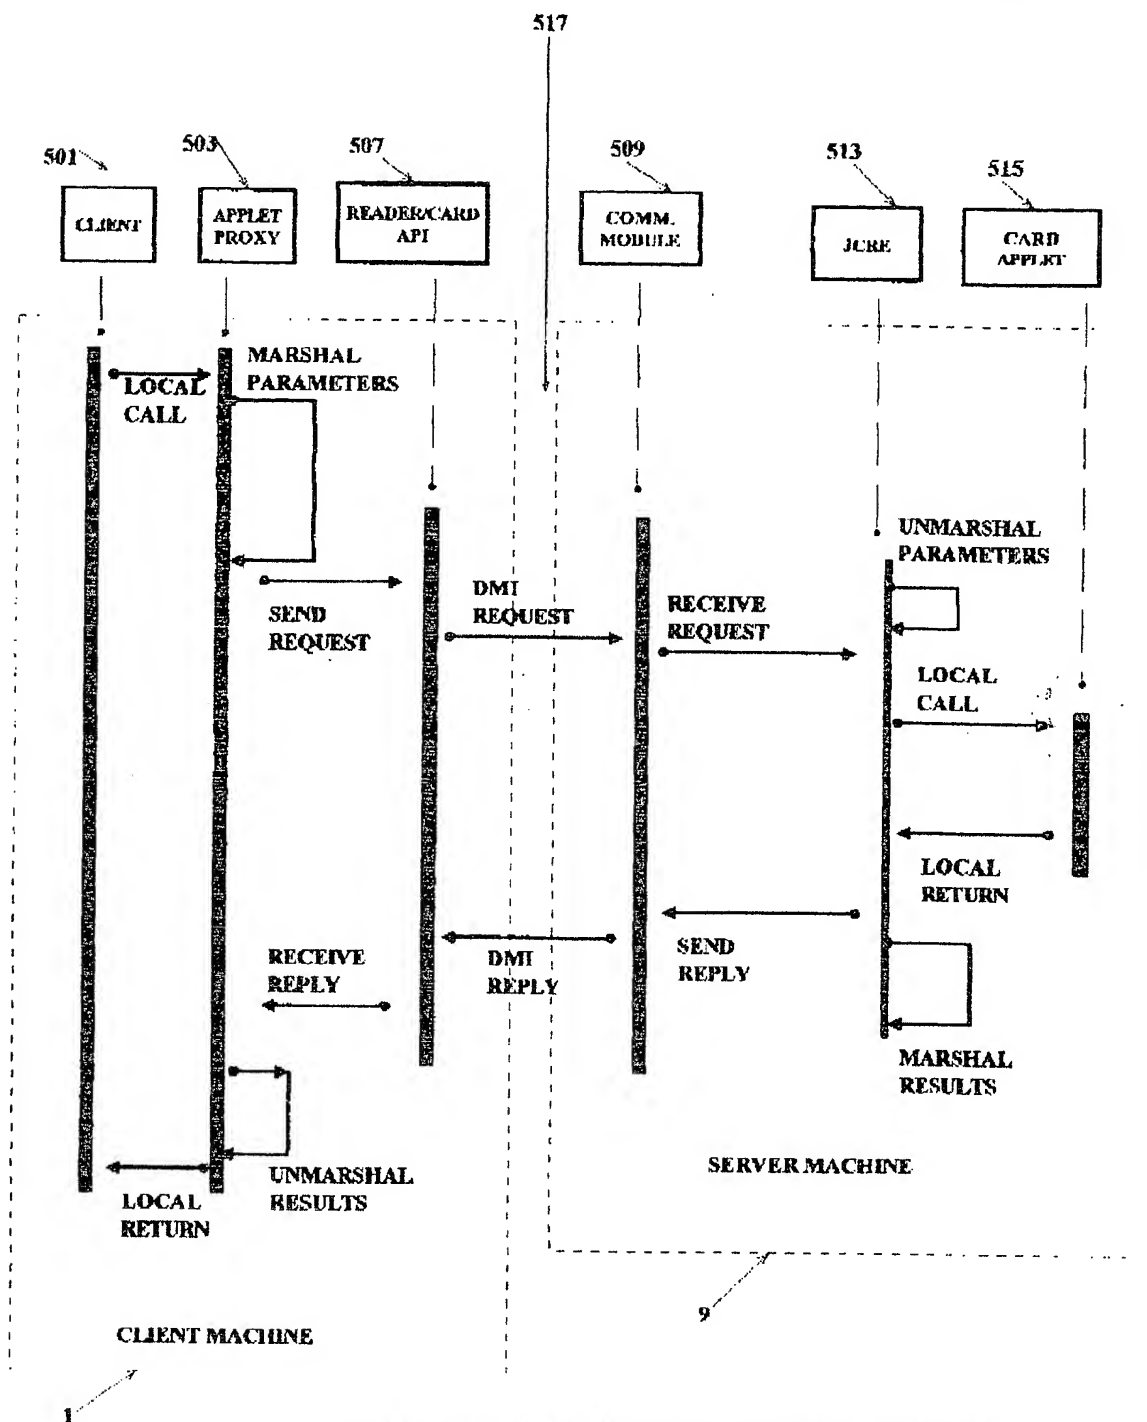 517
501
503
507
509
513
515
CLIENT
APPLET
PROXY
READER/CARD
API
COMM.
MODULE
JCRE
CARD
APPLET
MARSHAL
PARAMETERS
LOCAL
CALL
SEND
REQUEST
DMI
REQUEST
RECEIVE
REQUEST
UNMARSHAL
PARAMETERS
LOCAL
CALL
LOCAL
RETURN
SEND
REPLY
DMI
REPLY
RECEIVE
REPLY
MARSHAL
RESULTS
UNMARSHAL
RESULTS
LOCAL
RETURN
SERVER MACHINE
9
CLIENT MACHINE
1